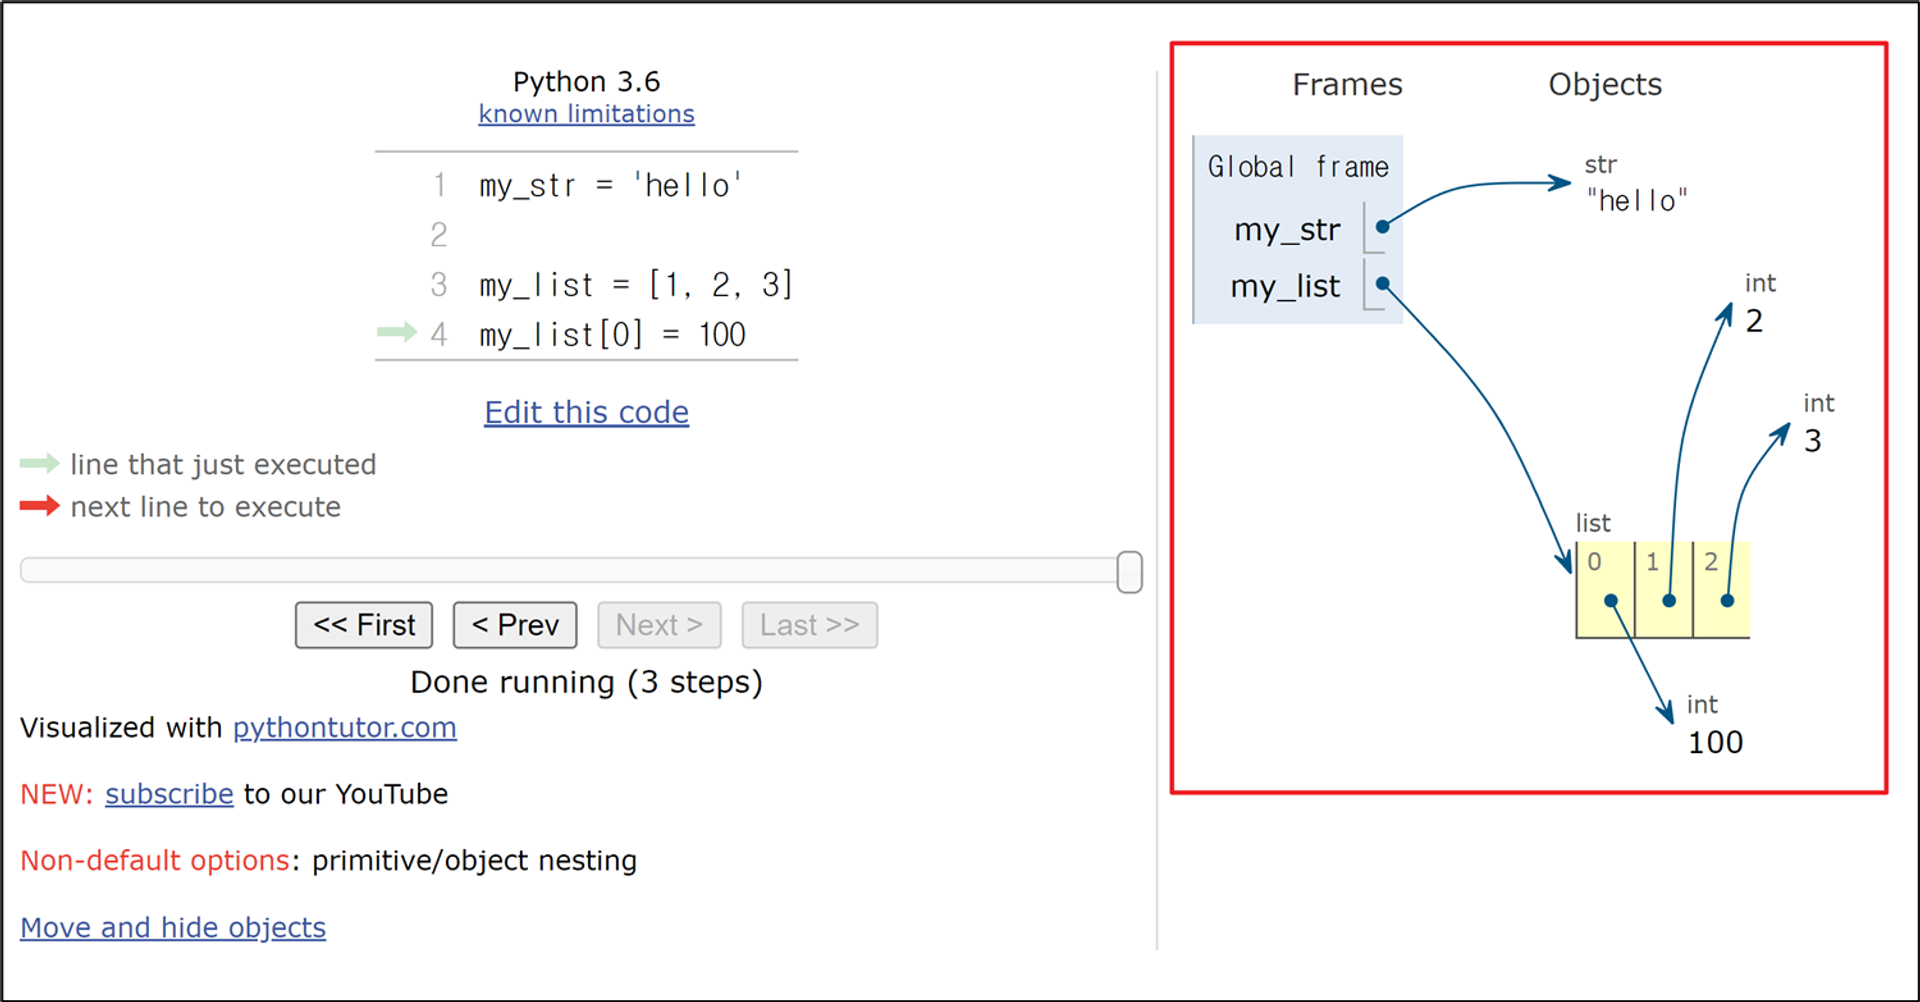 Python 3.6
known limitations
1 my_str = 'hello'
2
3 my_list = [1, 2, 3]
4 my_list[0] = 100
Edit this code
line that just executed
next line to execute
<< First < Prev Next > Last >>
Done running (3 steps)
Visualized with pythontutor.com
NEW: subscribe to our YouTube
Non-default options: primitive/object nesting
Move and hide objects
Frames Objects
Global frame
my_str
my_list
str
"hello"
int
2
int
3
list
0 1 2
int
100